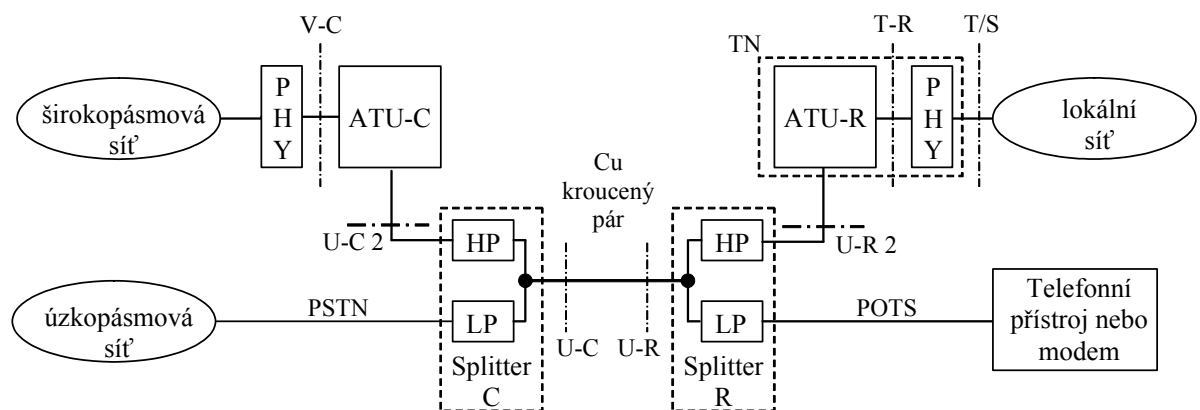 V-C
T-R
T/S
TN
širokopásmová
síť
P
H
Y
ATU-C
ATU-R
P
H
Y
lokální
síť
Cu
kroucený
pár
U-C 2
HP
HP
U-R 2
úzkopásmová
síť
PSTN
LP
LP
POTS
Telefonní
přístroj nebo
modem
U-C
U-R
Splitter
C
Splitter
R